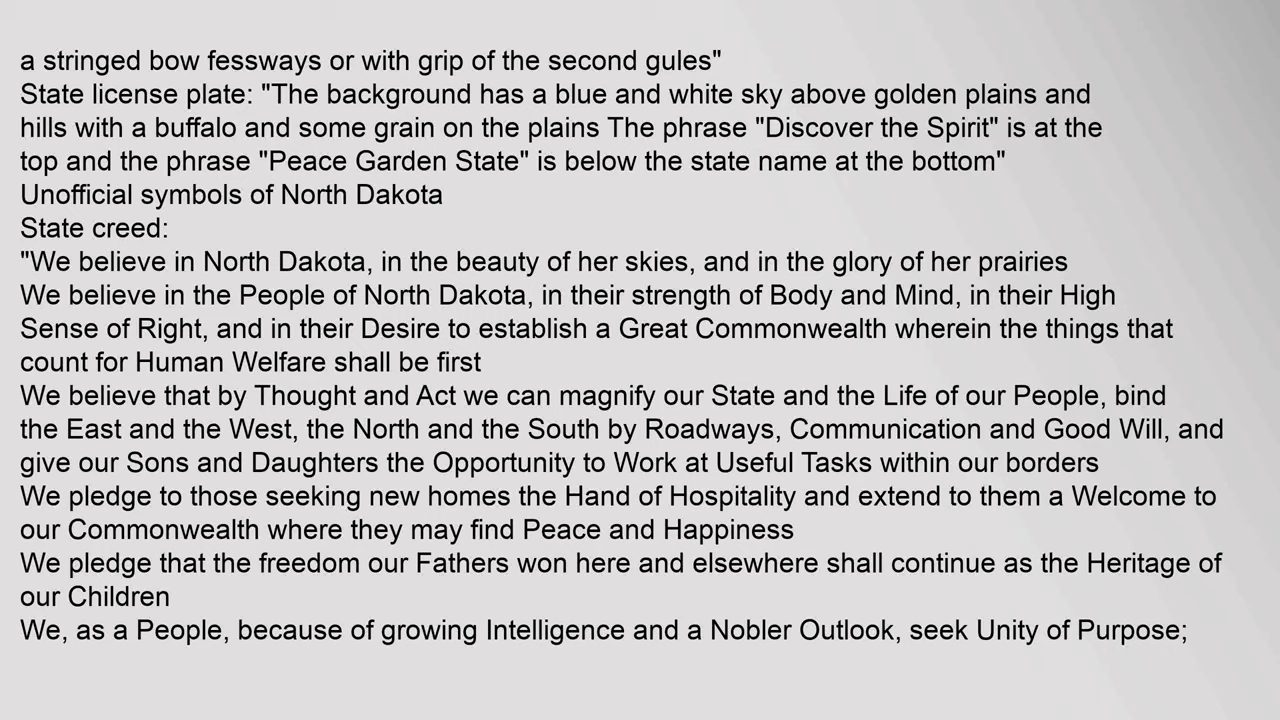 a stringed bow fessways or with grip of the second gules"
State license plate: "The background has a blue and white sky above golden plains and
hills with a buffalo and some grain on the plains The phrase "Discover the Spirit" is at the
top and the phrase "Peace Garden State" is below the state name at the bottom"
Unofficial symbols of North Dakota
State creed:
"We believe in North Dakota, in the beauty of her skies, and in the glory of her prairies
We believe in the People of North Dakota, in their strength of Body and Mind, in their High
Sense of Right, and in their Desire to establish a Great Commonwealth wherein the things that
count for Human Welfare shall be first
We believe that by Thought and Act we can magnify our State and the Life of our People, bind
the East and the West, the North and the South by Roadways, Communication and Good Will, and
give our Sons and Daughters the Opportunity to Work at Useful Tasks within our borders
We pledge to those seeking new homes the Hand of Hospitality and extend to them a Welcome to
our Commonwealth where they may find Peace and Happiness
We pledge that the freedom our Fathers won here and elsewhere shall continue as the Heritage of
our Children
We, as a People, because of growing Intelligence and a Nobler Outlook, seek Unity of Purpose;